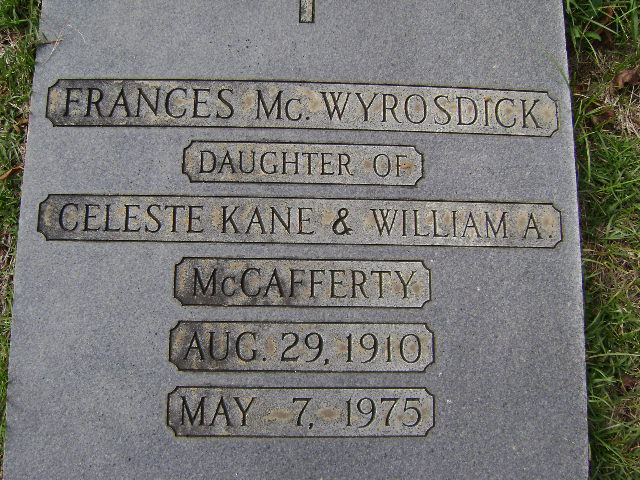 FRANCES Mc. WYROSDICK
DAUGHTER OF
CELESTE KANE & WILLIAM A.
McCAFFERTY
AUG. 29, 1910
MAY 7, 1975